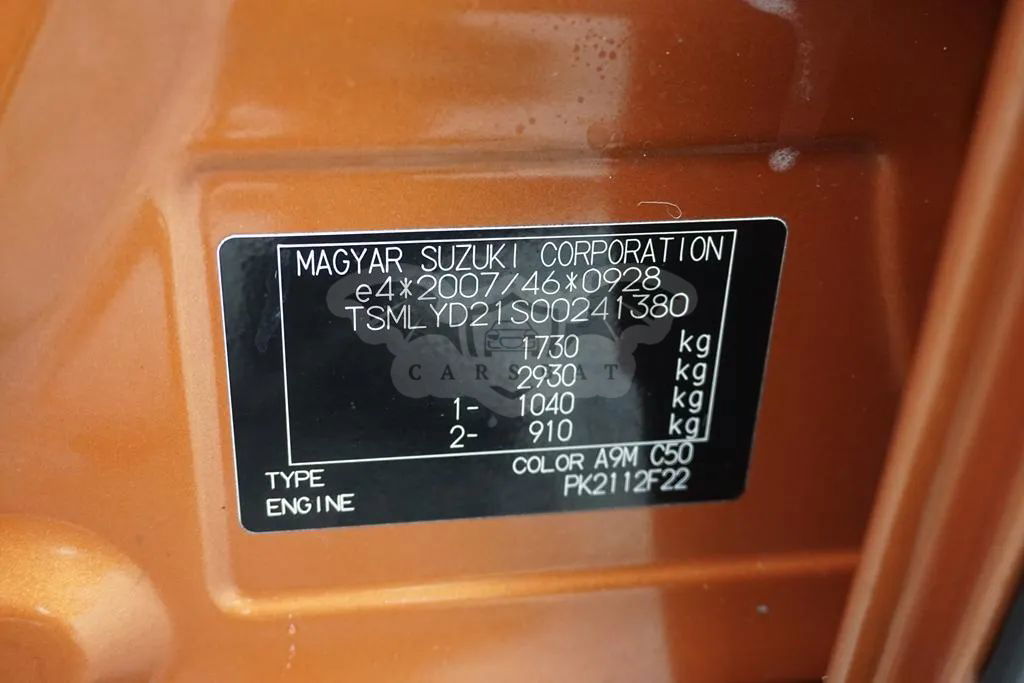 MAGYAR SUZUKI CORPORATION
e4*2007/46*0928
TSMLYD21S00241380
1730 kg
2930 kg
1- 1040 kg
2- 910 kg
COLOR A9M C50
TYPE PK2112F22
ENGINE
CARSCAT